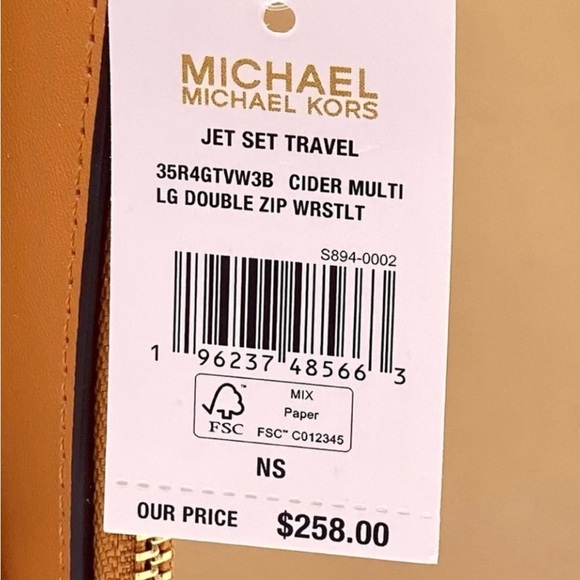 MICHAEL
MICHAEL KORS
JET SET TRAVEL
35R4GTVW3B CIDER MULTI
LG DOUBLE ZIP WRSTLT
S894-0002
1 96237 48566 3
MIX
Paper
FSC™ C012345
FSC
NS
OUR PRICE $258.00